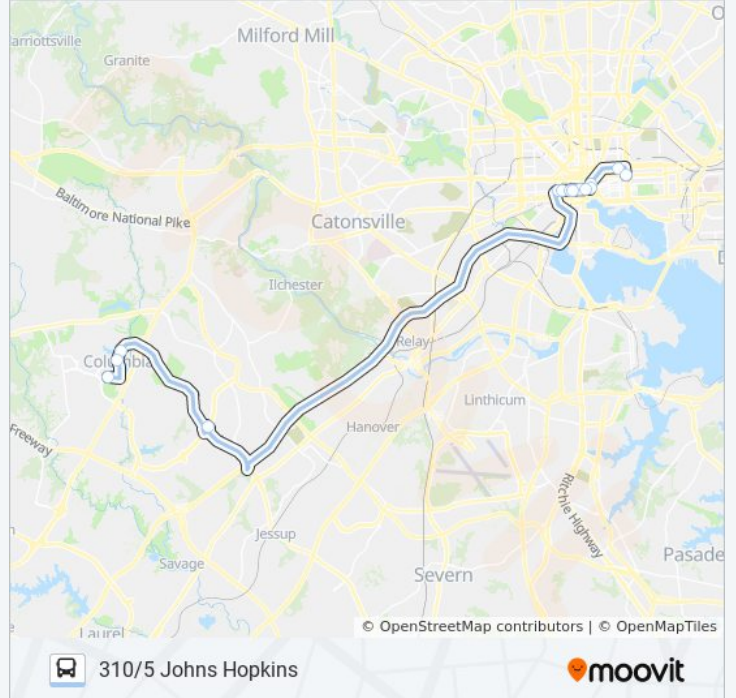 O
arriottsville
Milford Mill
Granite
Baltimore National Pike
Catonsville
Ilchester
Relay
Columbia
Linthicum
Freeway
Hanover
Ritchie Highway
Jessup
Pasade
Savage
Severn
Laurel
© OpenStreetMap contributors | © OpenMapTiles
310/5 Johns Hopkins
moovit